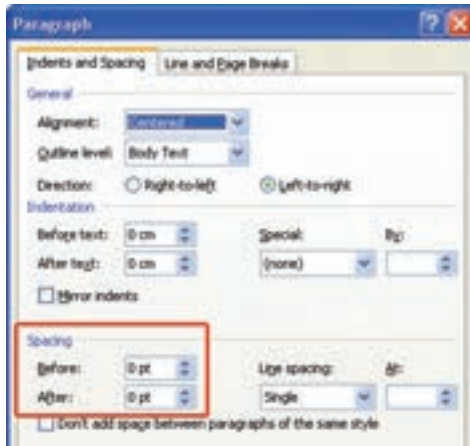 Paragraph
Indents and Spacing Line and Page Breaks
General
Alignment: Centered
Outline level: Body Text
Direction: Right-to-left Left-to-right
Indentation
Before text: 0 cm Special: By:
After text: 0 cm (none)
Mirror indents
Spacing
Before: 0 pt Line spacing: At:
After: 0 pt Single
Don't add space between paragraphs of the same style